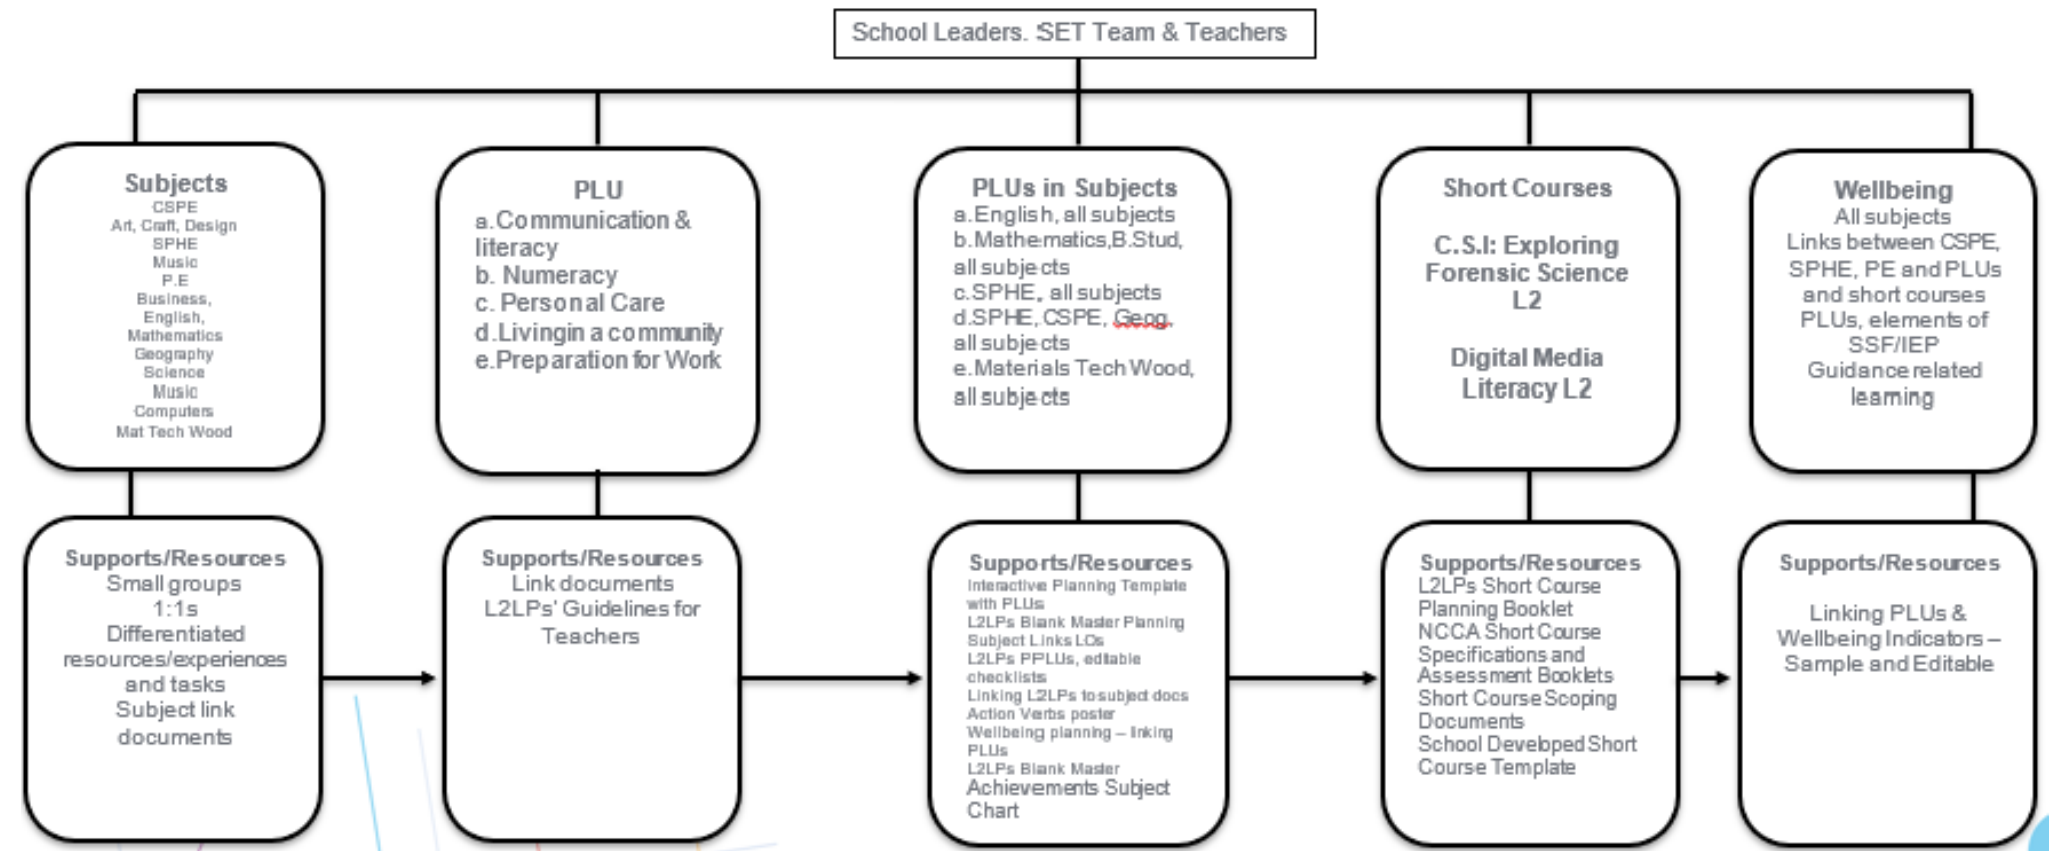 School Leaders. SET Team & Teachers
Subjects
CSPE
Art, Craft, Design
SPHE
Music
P.E
Business,
English,
Mathematics
Geography
Science
Music
Computers
Mat Tech Wood
PLU
a.Communication &
literacy
b. Numeracy
c. Personal Care
d.Livingin a community
e.Preparation for Work
PLUs in Subjects
a.English, all subjects
b.Mathematics,B.Stud,
all subjects
c.SPHE, all subjects
d.SPHE, CSPE, Geog,
all subjects
e.Materials Tech Wood,
all subjects
Short Courses
C.S.I: Exploring
Forensic Science
L2
Digital Media
Literacy L2
Wellbeing
All subjects
Links between CSPE,
SPHE, PE and PLUs
and short courses
PLUs, elements of
SSF/IEP
Guidance related
learning
Supports/Resources
Small groups
1:1s
Differentiated
resources/experiences
and tasks
Subject link
documents
Supports/Resources
Link documents
L2LPs' Guidelines for
Teachers
Supports/Resources
Interactive Planning Template
with PLUs
L2LPs Blank Master Planning
Subject Links LOs
L2LPs PPLUs, editable
checklists
Linking L2LPs to subject docs
Action Verbs poster
Wellbeing planning – linking
PLUs
L2LPs Blank Master
Achievements Subject
Chart
Supports/Resources
L2LPs Short Course
Planning Booklet
NCCA Short Course
Specifications and
Assessment Booklets
Short Course Scoping
Documents
School Developed Short
Course Template
Supports/Resources
Linking PLUs &
Wellbeing Indicators –
Sample and Editable